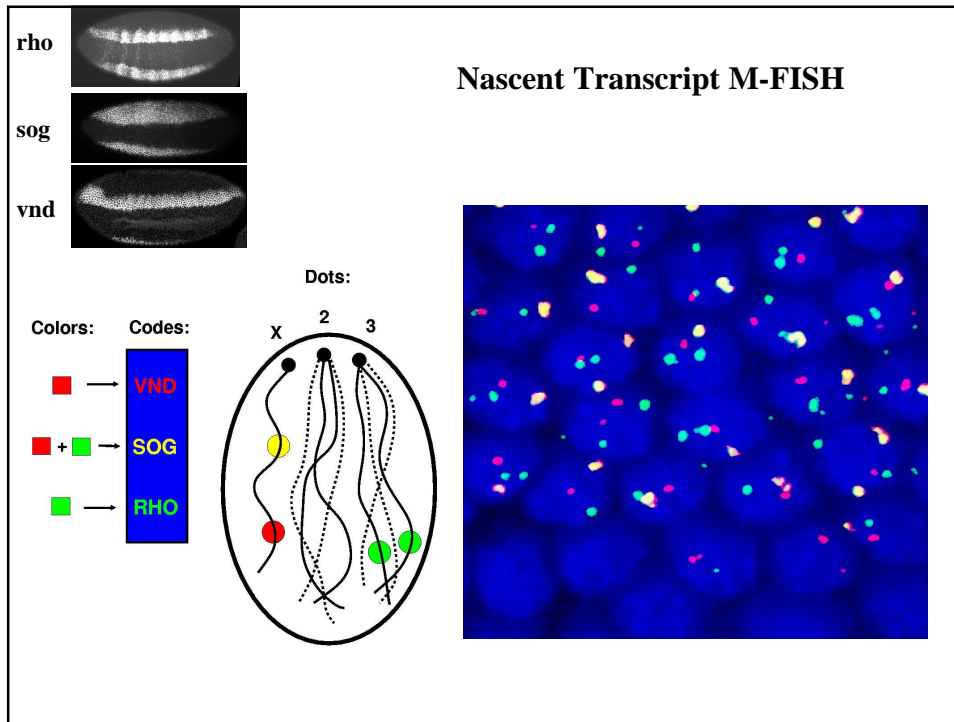 rho
Nascent Transcript M-FISH
sog
vnd
Dots:
Colors:
Codes:
X
2
3
VND
+
SOG
RHO